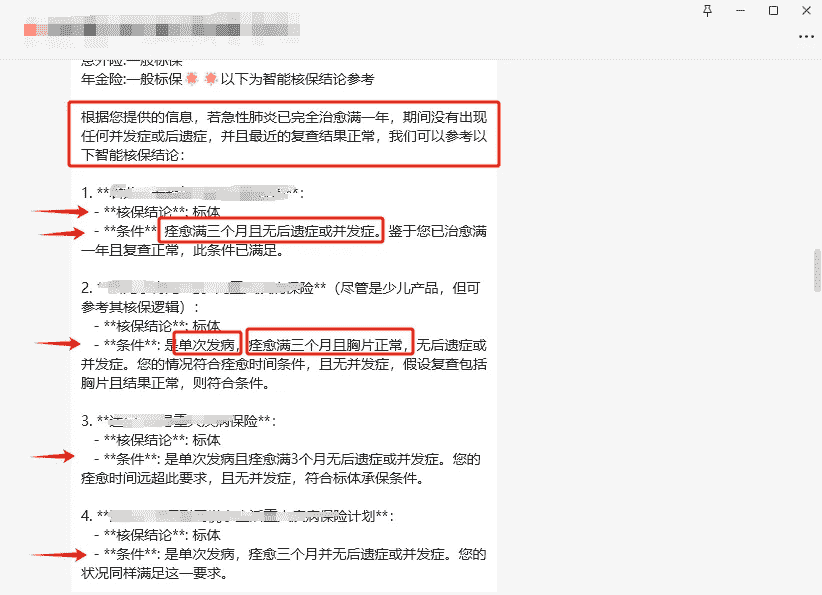 意外险:一般标保
年金险:一般标保 以下为智能核保结论参考
根据您提供的信息，若急性肺炎已完全治愈满一年，期间没有出现
任何并发症或后遗症，并且最近的复查结果正常，我们可以参考以
下智能核保结论：
1. ** **：
- **核保结论**: 标体
- **条件** 痊愈满三个月且无后遗症或并发症。鉴于您已治愈满
一年且复查正常，此条件已满足。
2. ** 保险**（尽管是少儿产品，但可
参考其核保逻辑）：
- **核保结论**: 标体
- **条件**: 是单次发病，痊愈满三个月且胸片正常，无后遗症或
并发症。您的情况符合痊愈时间条件，且无并发症，假设复查包括
胸片且结果正常，则符合条件。
3. ** 保险**：
- **核保结论**: 标体
- **条件**: 是单次发病且痊愈满3个月无后遗症或并发症。您的
痊愈时间远超此要求，且无并发症，符合标体承保条件。
4. ** 病保险计划**：
- **核保结论**: 标体
- **条件**: 是单次发病，痊愈三个月并无后遗症或并发症。您的
状况同样满足这一要求。